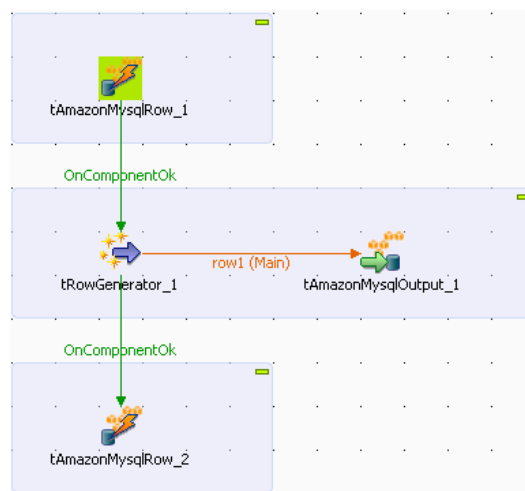 tAmazonMysqlRow_1
OnComponentOk
row1 (Main)
tRowGenerator_1
tAmazonMysqlOutput_1
OnComponentOk
tAmazonMysqlRow_2